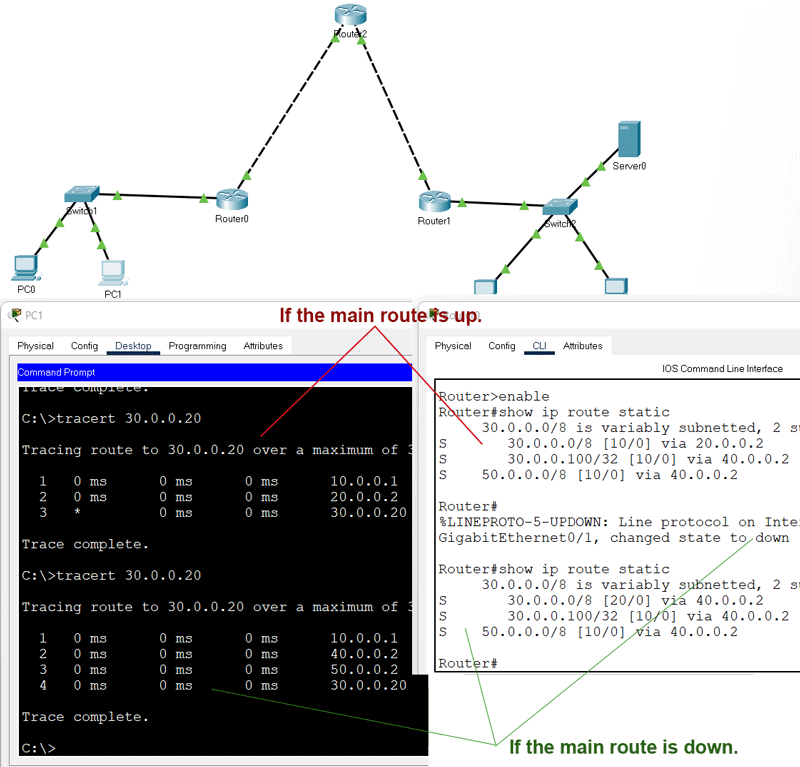 Router2
Server0
Switch1
Router0
Router1
Switch2
PC0
PC1
If the main route is up.
PC1
Physical Config Desktop Programming Attributes
Command Prompt
Trace complete.
C:\>tracert 30.0.0.20
Tracing route to 30.0.0.20 over a maximum of
1 0 ms 0 ms 0 ms 10.0.0.1
2 0 ms 0 ms 0 ms 20.0.0.2
3 * 0 ms 0 ms 30.0.0.20
Trace complete.
C:\>tracert 30.0.0.20
Tracing route to 30.0.0.20 over a maximum of
1 0 ms 0 ms 0 ms 10.0.0.1
2 0 ms 0 ms 0 ms 40.0.0.2
3 0 ms 0 ms 0 ms 50.0.0.2
4 0 ms 0 ms 0 ms 30.0.0.20
Trace complete.
C:\>
Physical Config CLI Attributes
IOS Command Line Interface
Router>enable
Router#show ip route static
30.0.0.0/8 is variably subnetted, 2
S 30.0.0.0/8 [10/0] via 20.0.0.2
S 30.0.0.100/32 [10/0] via 40.0.0.2
S 50.0.0.0/8 [10/0] via 40.0.0.2
Router#
%LINEPROTO-5-UPDOWN: Line protocol on
GigabitEthernet0/1, changed state to down
Router#show ip route static
30.0.0.0/8 is variably subnetted, 2
S 30.0.0.0/8 [20/0] via 40.0.0.2
S 30.0.0.100/32 [10/0] via 40.0.0.2
S 50.0.0.0/8 [10/0] via 40.0.0.2
Router#
If the main route is down.